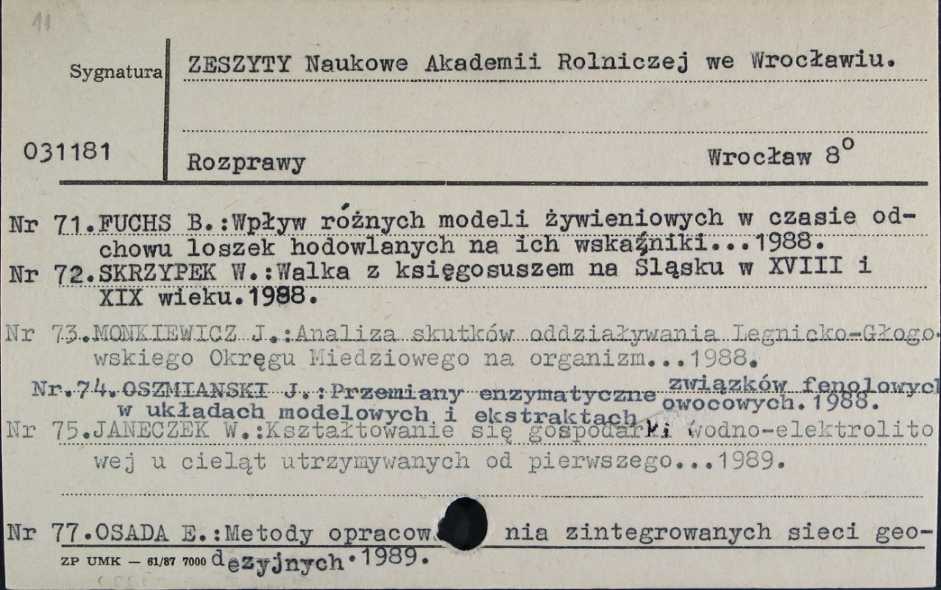 11
Sygnatura
ZESZYTY Naukowe Akademii Rolniczej we Wrocławiu.
031181
Rozprawy Wrocław 8o
Nr 71.FUCHS B.:Wpływ różnych modeli żywieniowych w czasie od-
chowu loszek hodowlanych na ich wskaźniki...1988.
Nr 72.SKRZYPEK W.:Walka z księgosuszem na Śląsku w XVIII i
XIX wieku.1988.
Nr 73.MONKIEWICZ J.:Analiza skutków oddziaływania Legnicko-Głogo-
wskiego Okręgu Miedziowego na organizm...1988.
Nr.74.OSZMIANSKI J.:Przemiany enzymatyczne związków fenolowych
w układach modelowych i ekstraktach owocowych.1988.
Nr 75.JANECZEK W.:Kształtowanie się gospodarki wodno-elektrolito
wej u cieląt utrzymywanych od pierwszego...1989.
Nr 77.OSADA E.:Metody opracow nia zintegrowanych sieci geo-
dezyjnych.1989.
ZP UMK — 61/87 7000